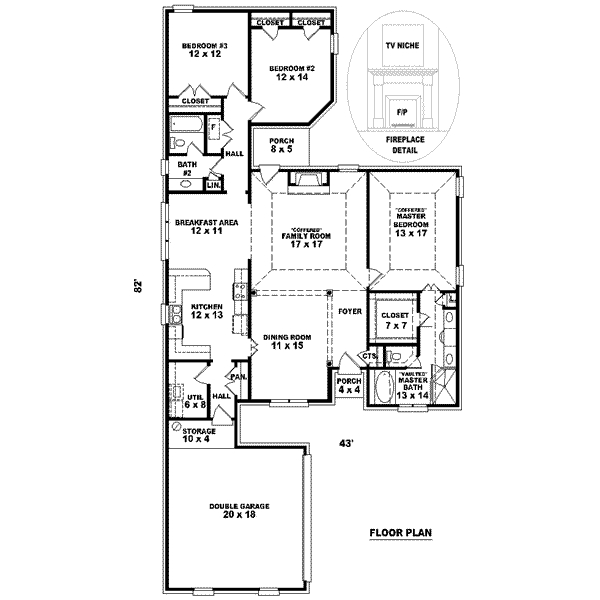 CLOSET
CLOSET
BEDROOM #3
12 x 12
BEDROOM #2
12 x 14
TV NICHE
F/P
FIREPLACE
DETAIL
CLOSET
F
HALL
PORCH
8 x 5
BATH
#2
LIN.
BREAKFAST AREA
12 x 11
"COFFERED"
FAMILY ROOM
17 x 17
"COFFERED"
MASTER
BEDROOM
13 x 17
82'
KITCHEN
12 x 13
DINING ROOM
11 x 15
FOYER
CLOSET
7 x 7
CTS.
PAN.
UTIL
6 x 8
HALL
PORCH
4 x 4
"VAULTED"
MASTER
BATH
13 x 14
STORAGE
10 x 4
43'
DOUBLE GARAGE
20 x 18
FLOOR PLAN